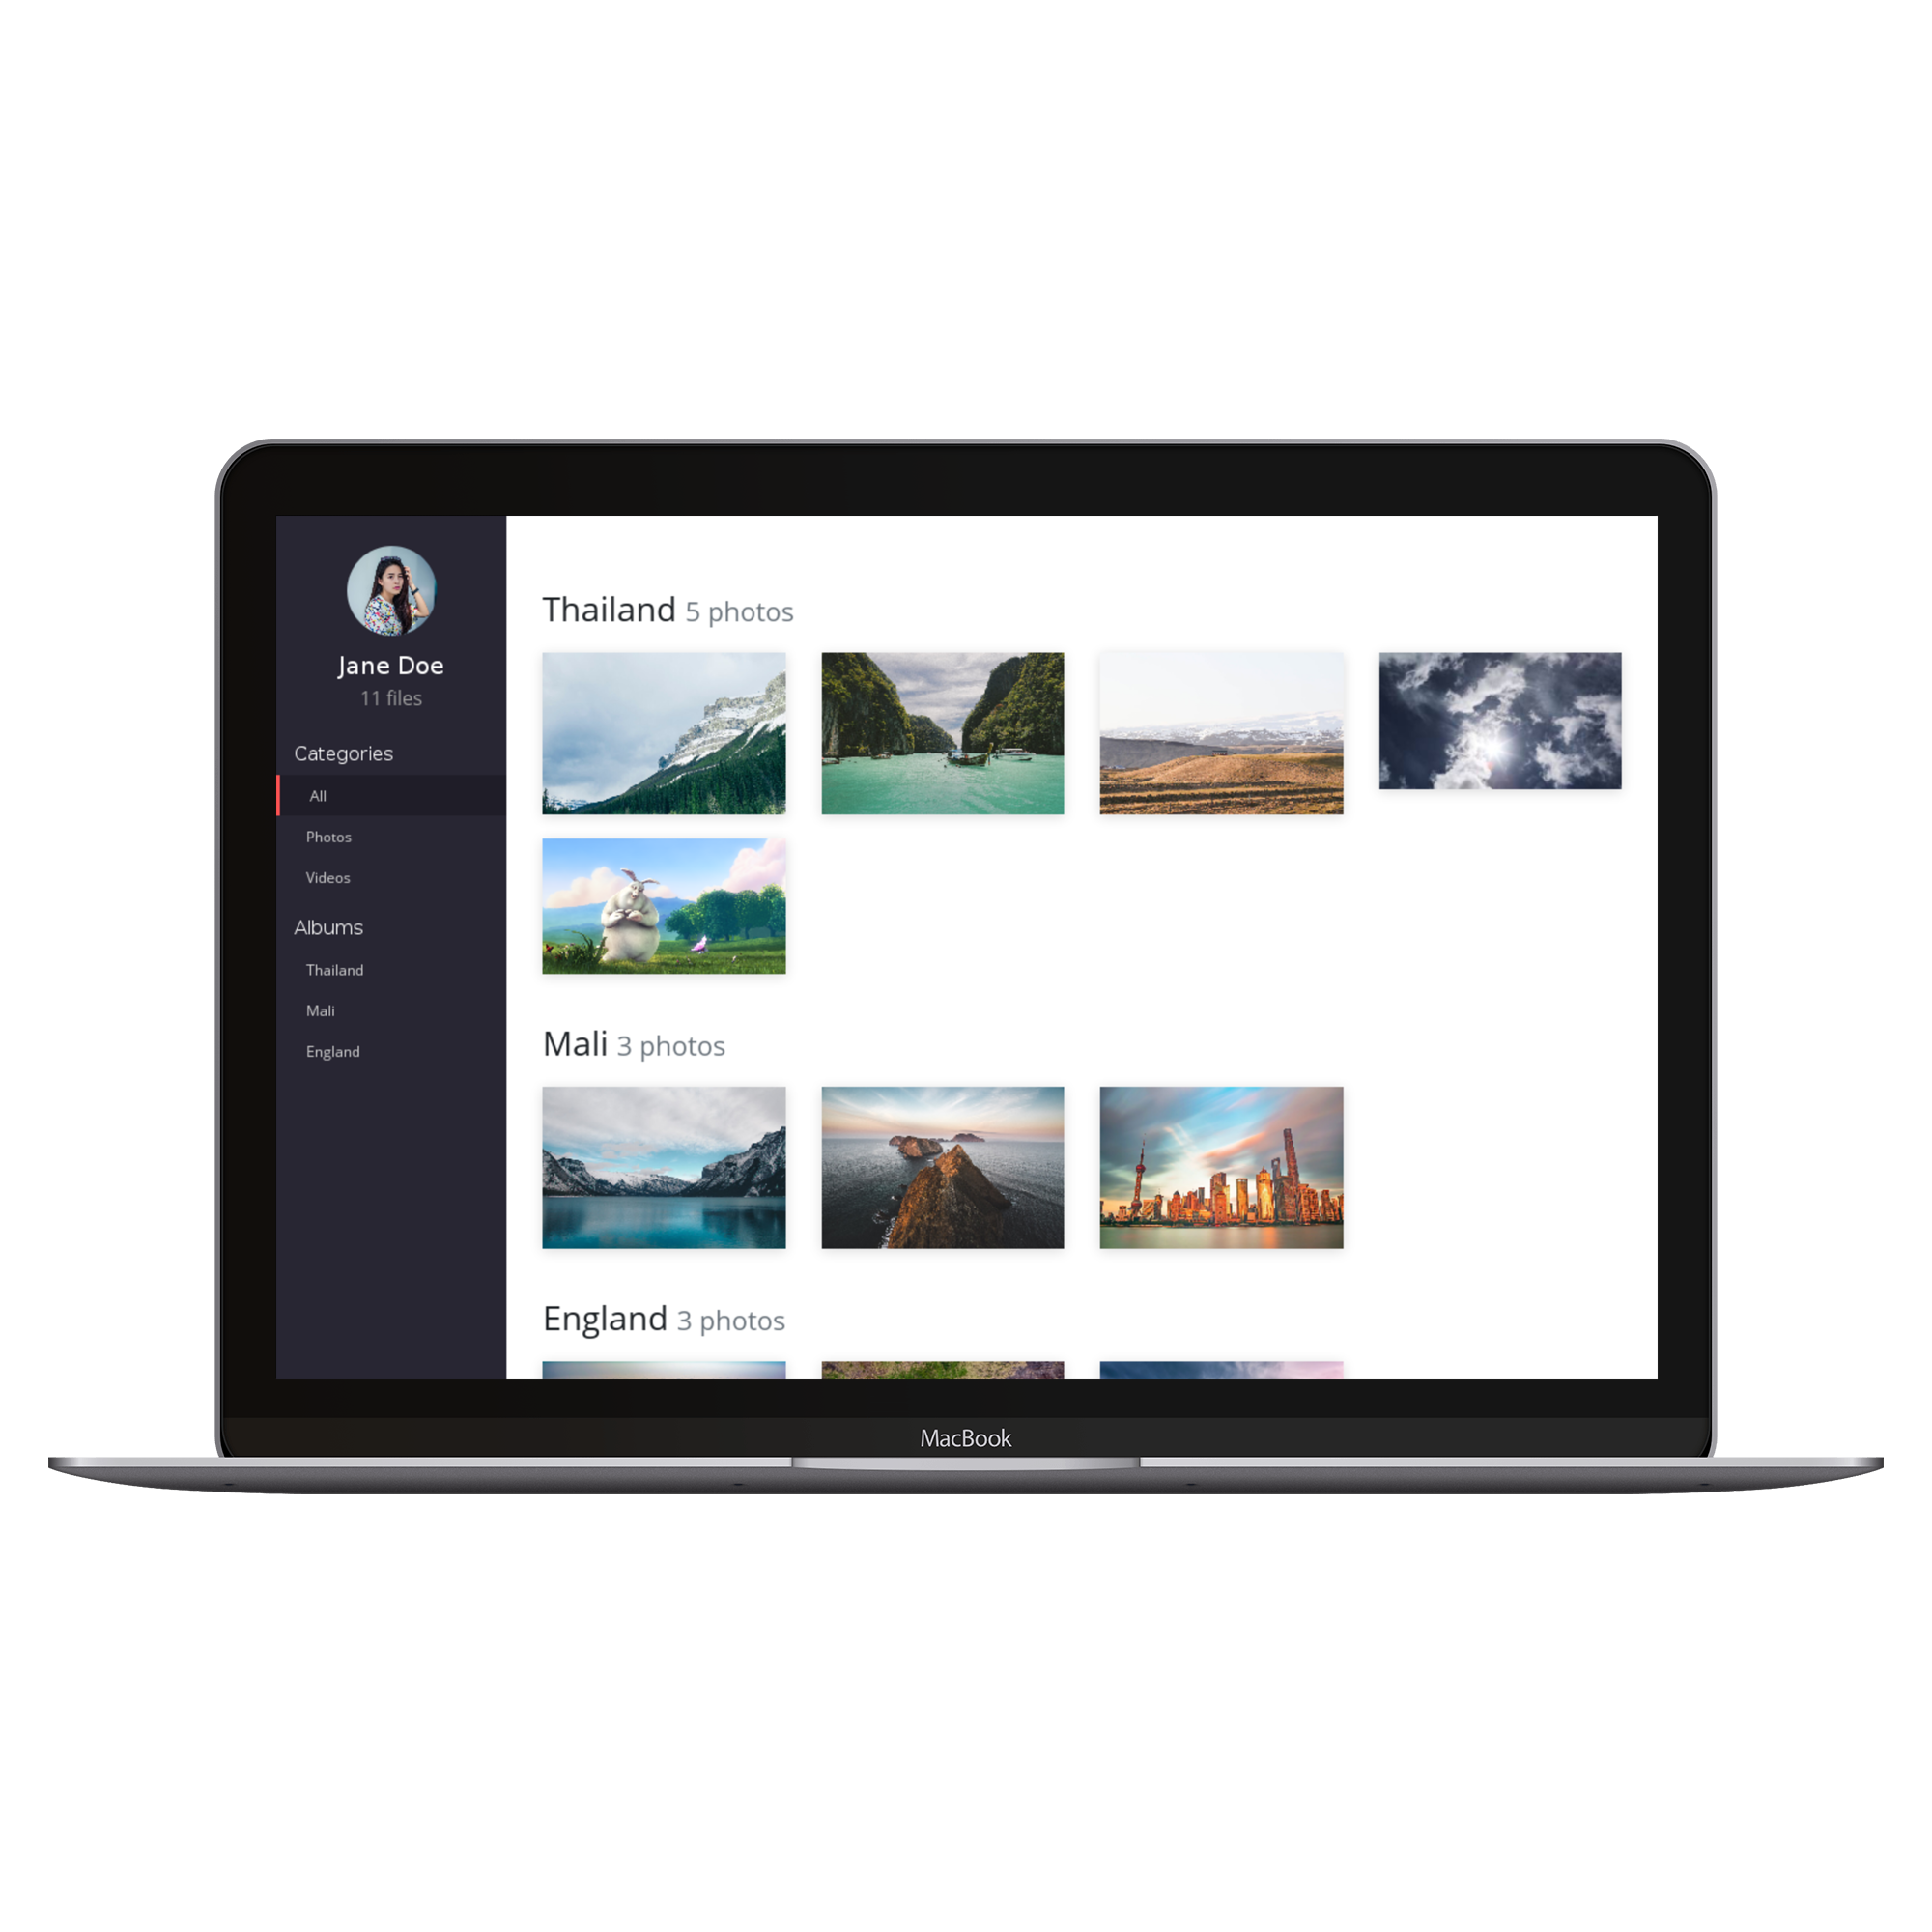 Jane Doe
11 files
Categories
All
Photos
Videos
Albums
Thailand
Mali
England
Thailand 5 photos
Mali 3 photos
England 3 photos
MacBook